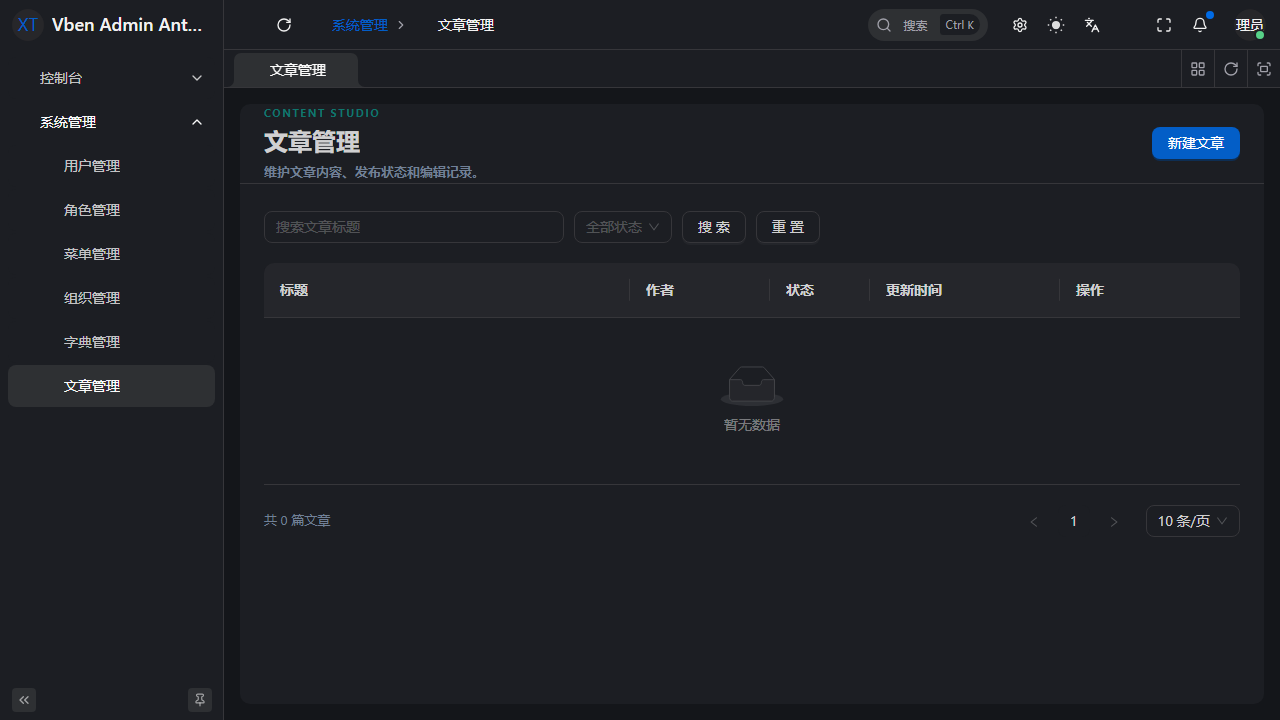 XT Vben Admin Ant...
系统管理 文章管理
搜索 Ctrl K
理员
控制台
系统管理
用户管理
角色管理
菜单管理
组织管理
字典管理
文章管理
文章管理
CONTENT STUDIO
文章管理
维护文章内容、发布状态和编辑记录。
新建文章
搜索文章标题 全部状态 搜 索 重 置
标题 作者 状态 更新时间 操作
暂无数据
共 0 篇文章 1 10 条/页